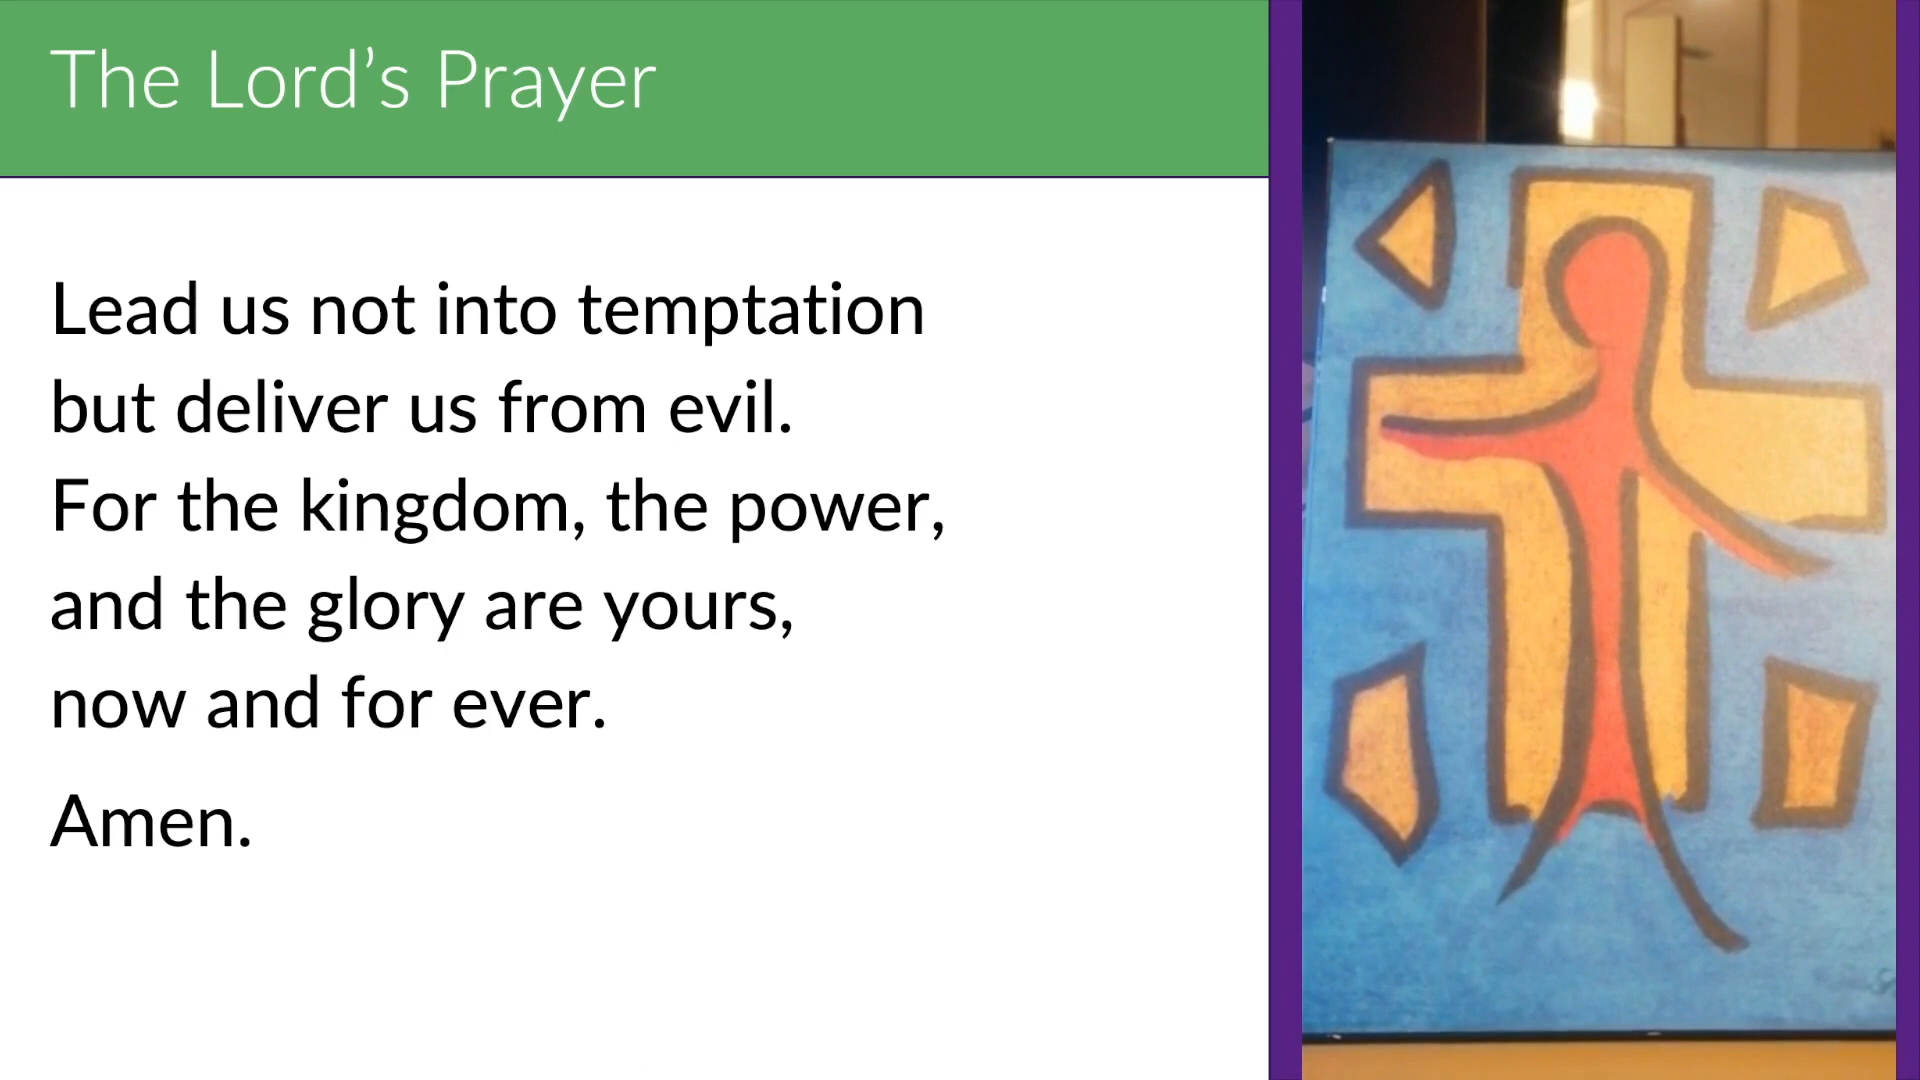 The Lord’s Prayer
Lead us not into temptation
but deliver us from evil.
For the kingdom, the power,
and the glory are yours,
now and for ever.
Amen.